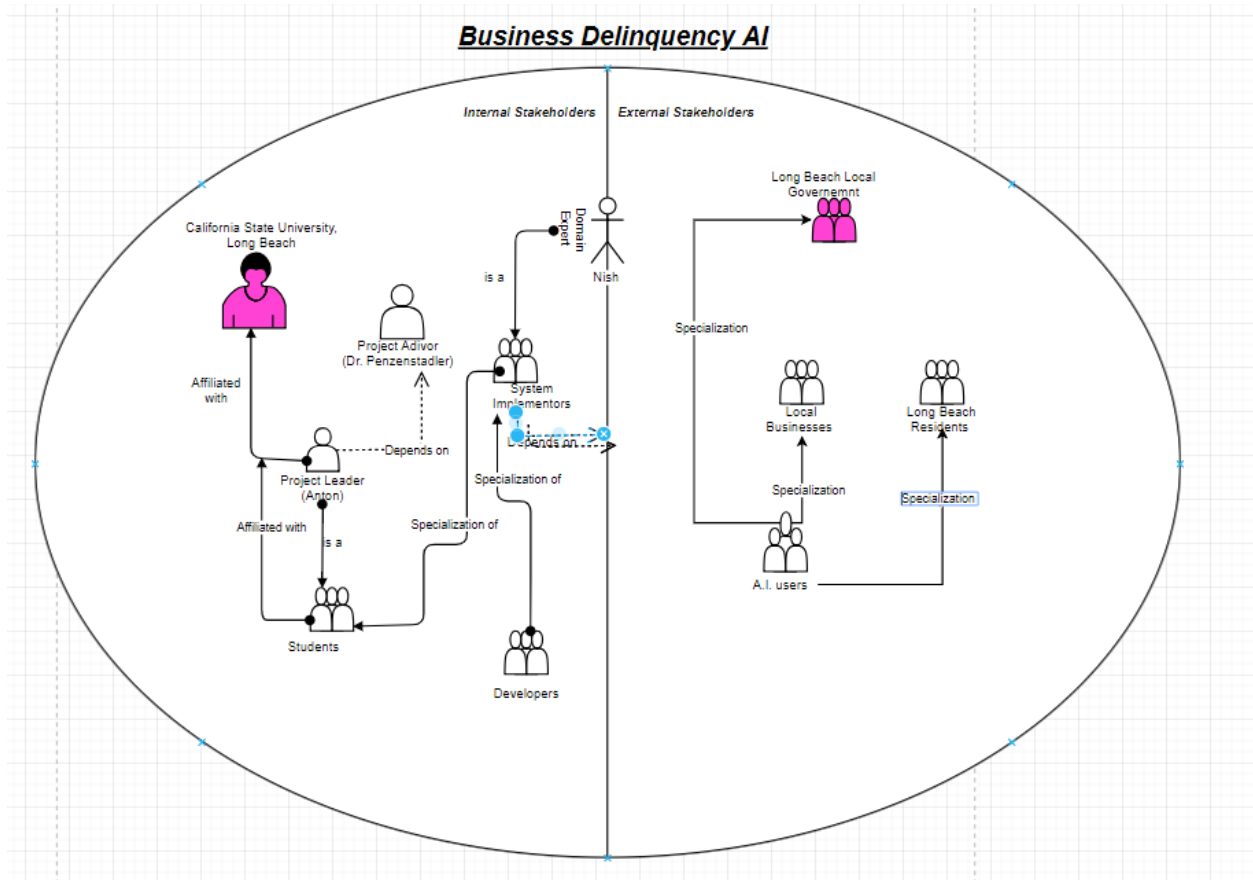 Business Delinquency AI
Internal Stakeholders
External Stakeholders
Long Beach Local
Governemnt
California State University,
Long Beach
Domain
Expert
Nish
is a
Project Adivor
(Dr. Penzenstadler)
Specialization
System
Implementors
Affiliated
with
Local
Businesses
Long Beach
Residents
Depends on
Depends on
Project Leader
(Anton)
Specialization of
Specialization
Specialization
Affiliated with
Specialization of
is a
A.I. users
Students
Developers